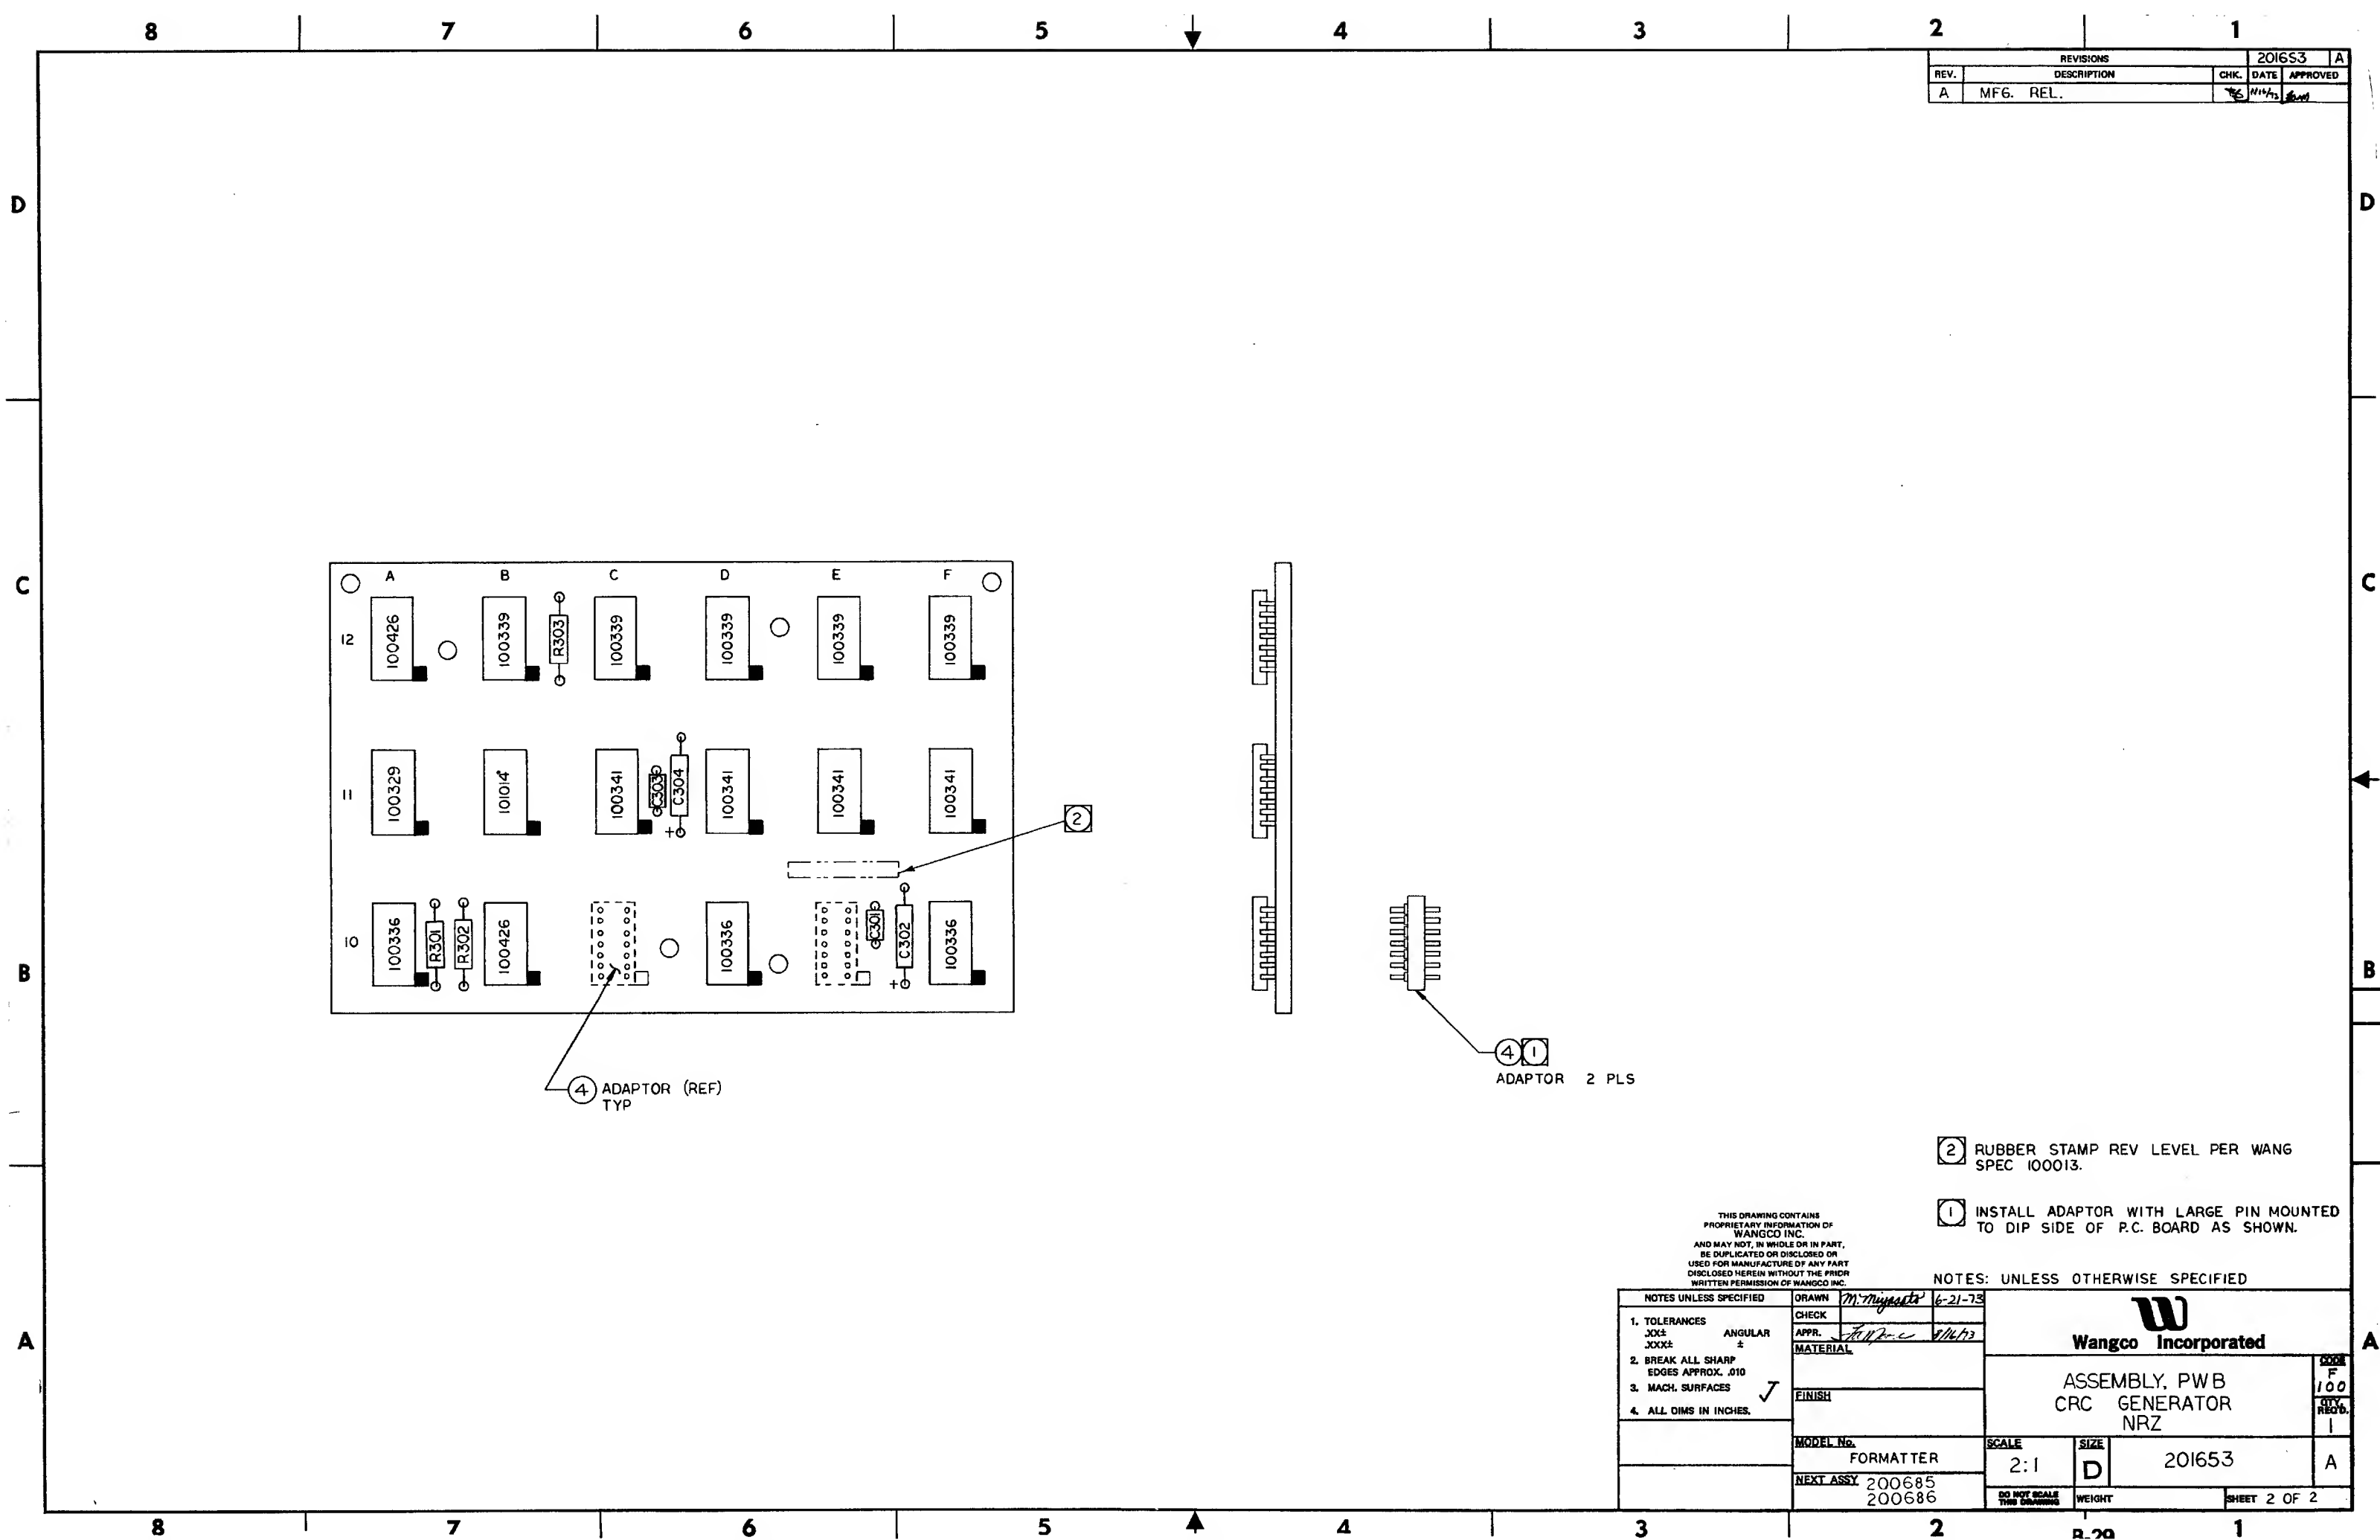 8 7 6 5 4 3 2 1
REVISIONS 201653 A
REV. DESCRIPTION CHK. DATE APPROVED
A MFG. REL.
D D
C C
A B C D E F
12 100426 100339 R303 100339 100339 100339 100339
11 100329 101014 100341 C303 C304 100341 100341 100341
+
2
10 100336 R301 R302 100426 100336 C301 C302 100336
+
B B
4 ADAPTOR (REF)
TYP
4 1
ADAPTOR 2 PLS
2 RUBBER STAMP REV LEVEL PER WANG
SPEC 100013.
1 INSTALL ADAPTOR WITH LARGE PIN MOUNTED
TO DIP SIDE OF P.C. BOARD AS SHOWN.
NOTES: UNLESS OTHERWISE SPECIFIED
THIS DRAWING CONTAINS
PROPRIETARY INFORMATION OF
WANGCO INC.
AND MAY NOT, IN WHOLE OR IN PART,
BE DUPLICATED OR DISCLOSED OR
USED FOR MANUFACTURE OF ANY PART
DISCLOSED HEREIN WITHOUT THE PRIOR
WRITTEN PERMISSION OF WANGCO INC.
A A
NOTES UNLESS SPECIFIED
1. TOLERANCES
.XX± ANGULAR
.XXX± ±
2. BREAK ALL SHARP
EDGES APPROX. .010
3. MACH. SURFACES
4. ALL DIMS IN INCHES.
DRAWN M. Miyasato 6-21-73
CHECK
APPR. 8/16/73
MATERIAL
FINISH
MODEL No.
FORMATTER
NEXT ASSY 200685
200686
W
Wangco Incorporated
ASSEMBLY, PWB
CRC GENERATOR
NRZ
CODE
F
100
QTY.
REQ'D.
1
SCALE
2:1
SIZE
D
201653
A
DO NOT SCALE
THIS DRAWING
WEIGHT
SHEET 2 OF 2
8 7 6 5 4 3 2 1
B-29